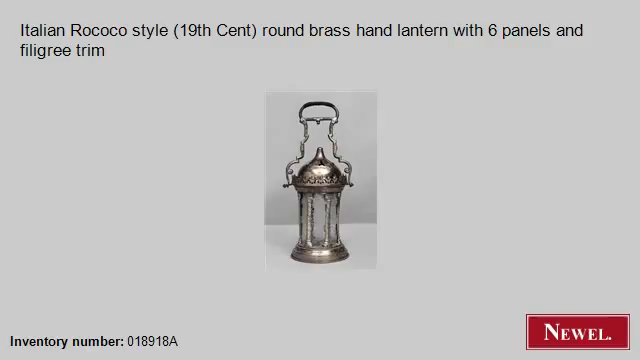 Italian Rococo style (19th Cent) round brass hand lantern with 6 panels and
filigree trim
Inventory number: 018918A
NEWEL.